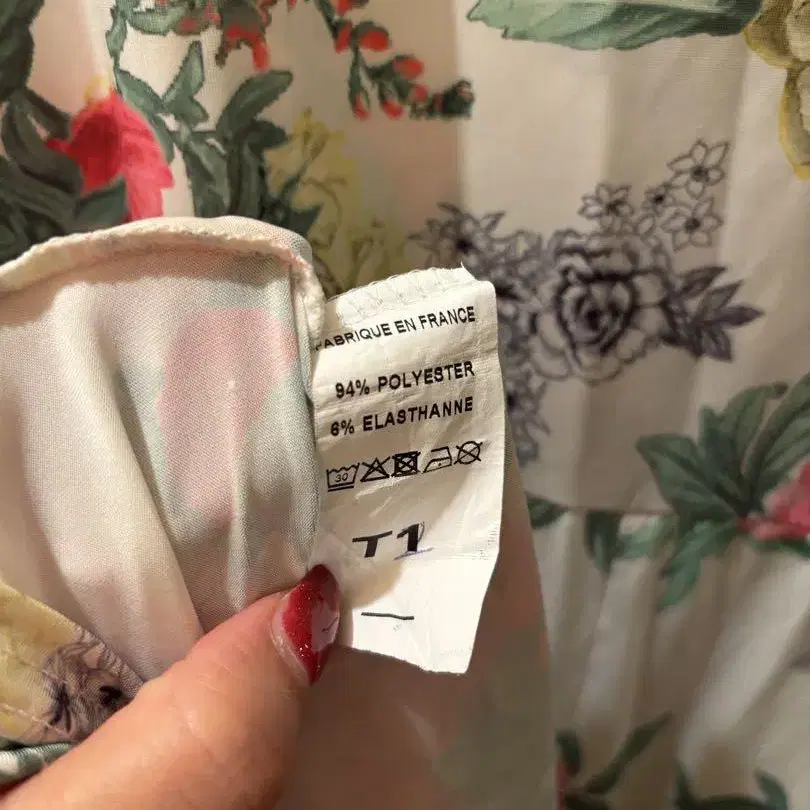 FABRIQUE EN FRANCE
94% POLYESTER
6% ELASTHANNE
30
T1